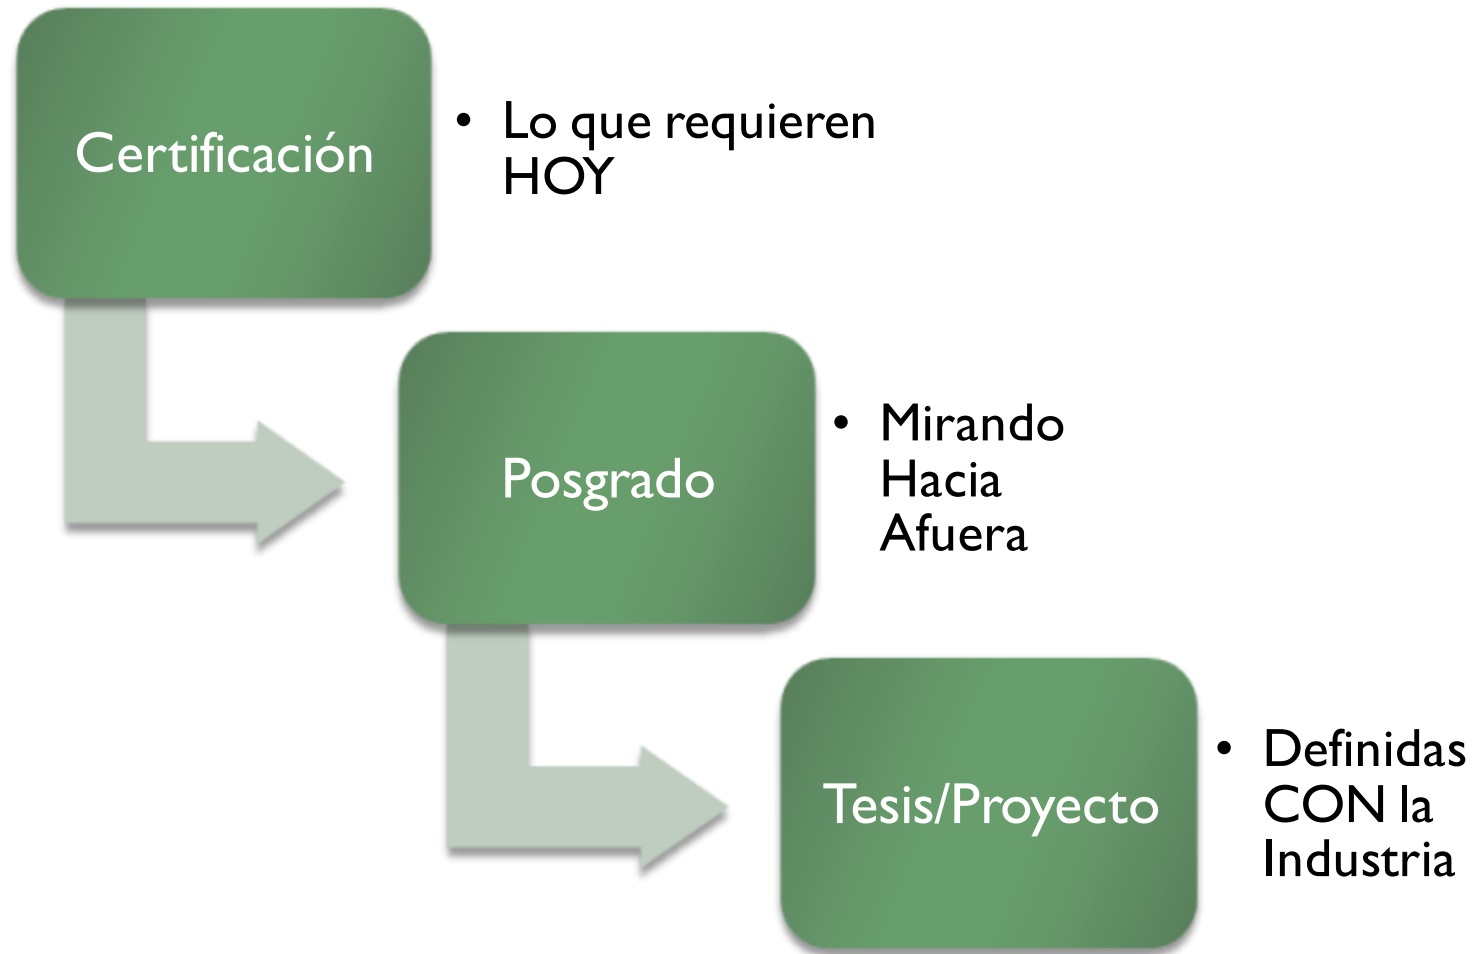 Certificación
• Lo que requieren
HOY
Posgrado
• Mirando
Hacia
Afuera
Tesis/Proyecto
• Definidas
CON la
Industria